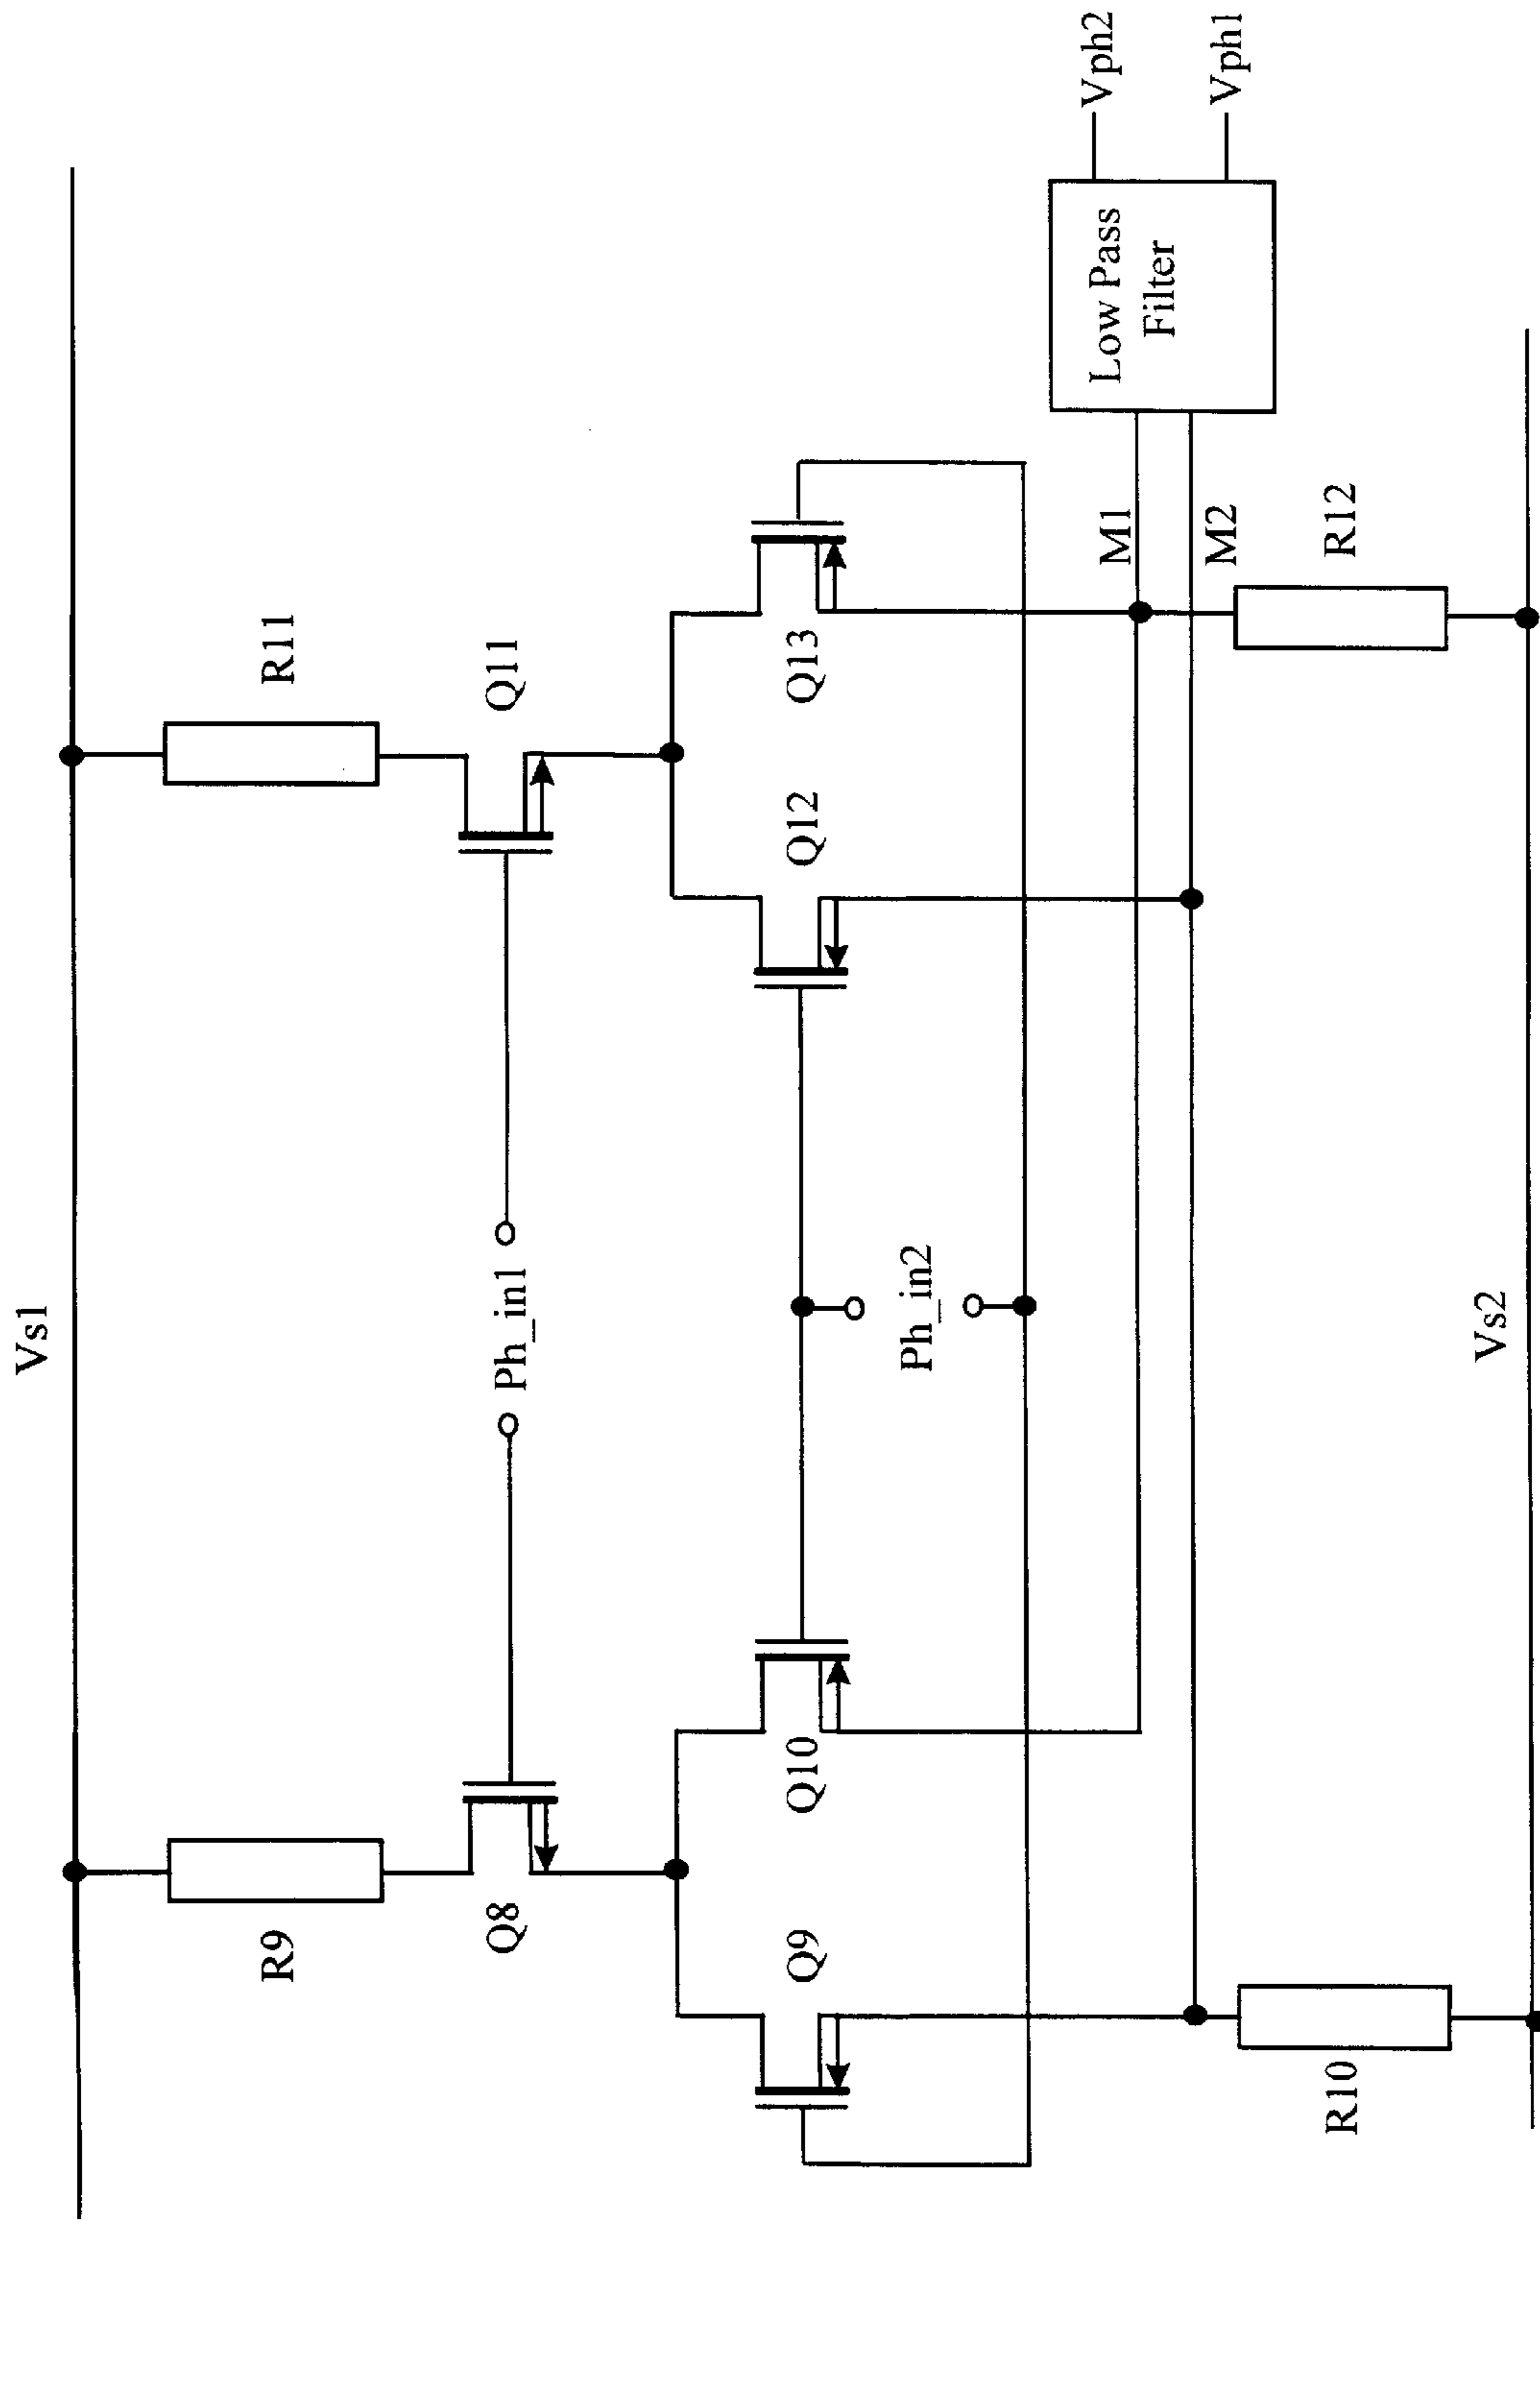 Vs1
R9
R11
Q8
Ph_in1
Q11
Q9
Q10
Q12
Q13
Ph_in2
M1
M2
Low Pass
Filter
Vph2
Vph1
R10
R12
Vs2